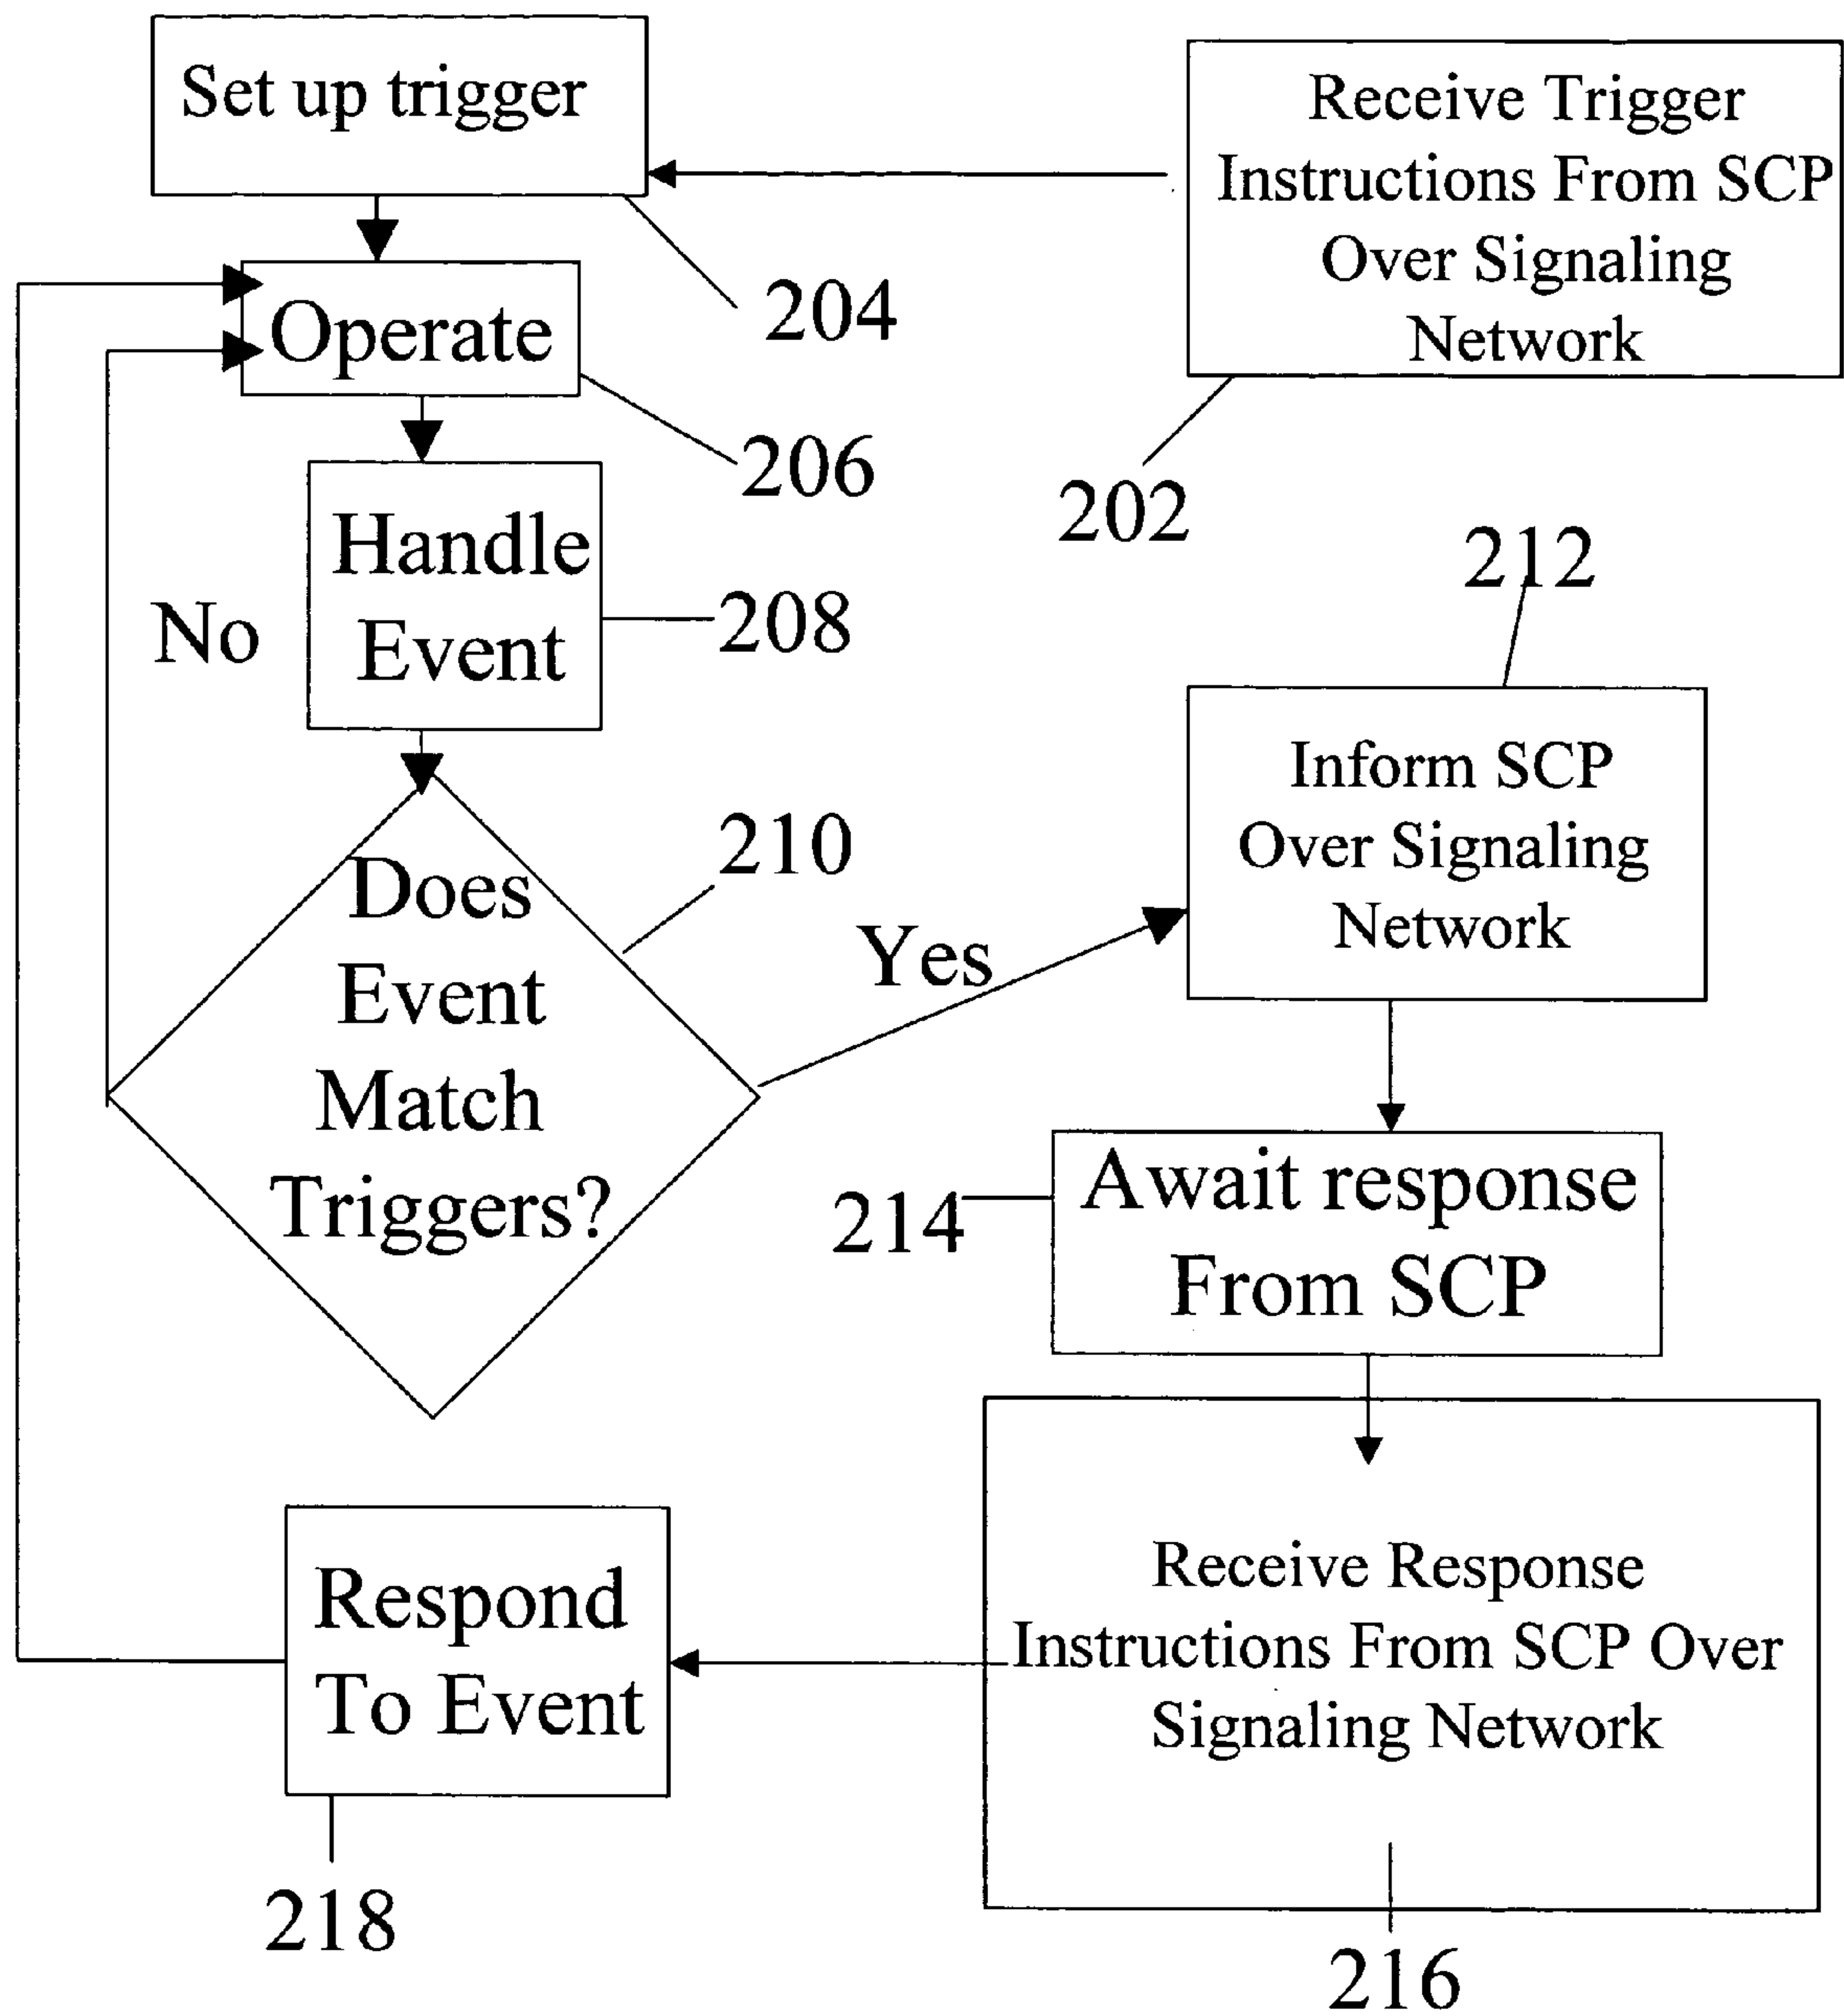 Set up trigger
Receive Trigger
Instructions From SCP
Over Signaling
Network
204
Operate
206
202
Handle
Event
208
No
212
Inform SCP
Over Signaling
Network
210
Does
Event
Match
Triggers?
Yes
214
Await response
From SCP
Receive Response
Instructions From SCP Over
Signaling Network
Respond
To Event
218
216